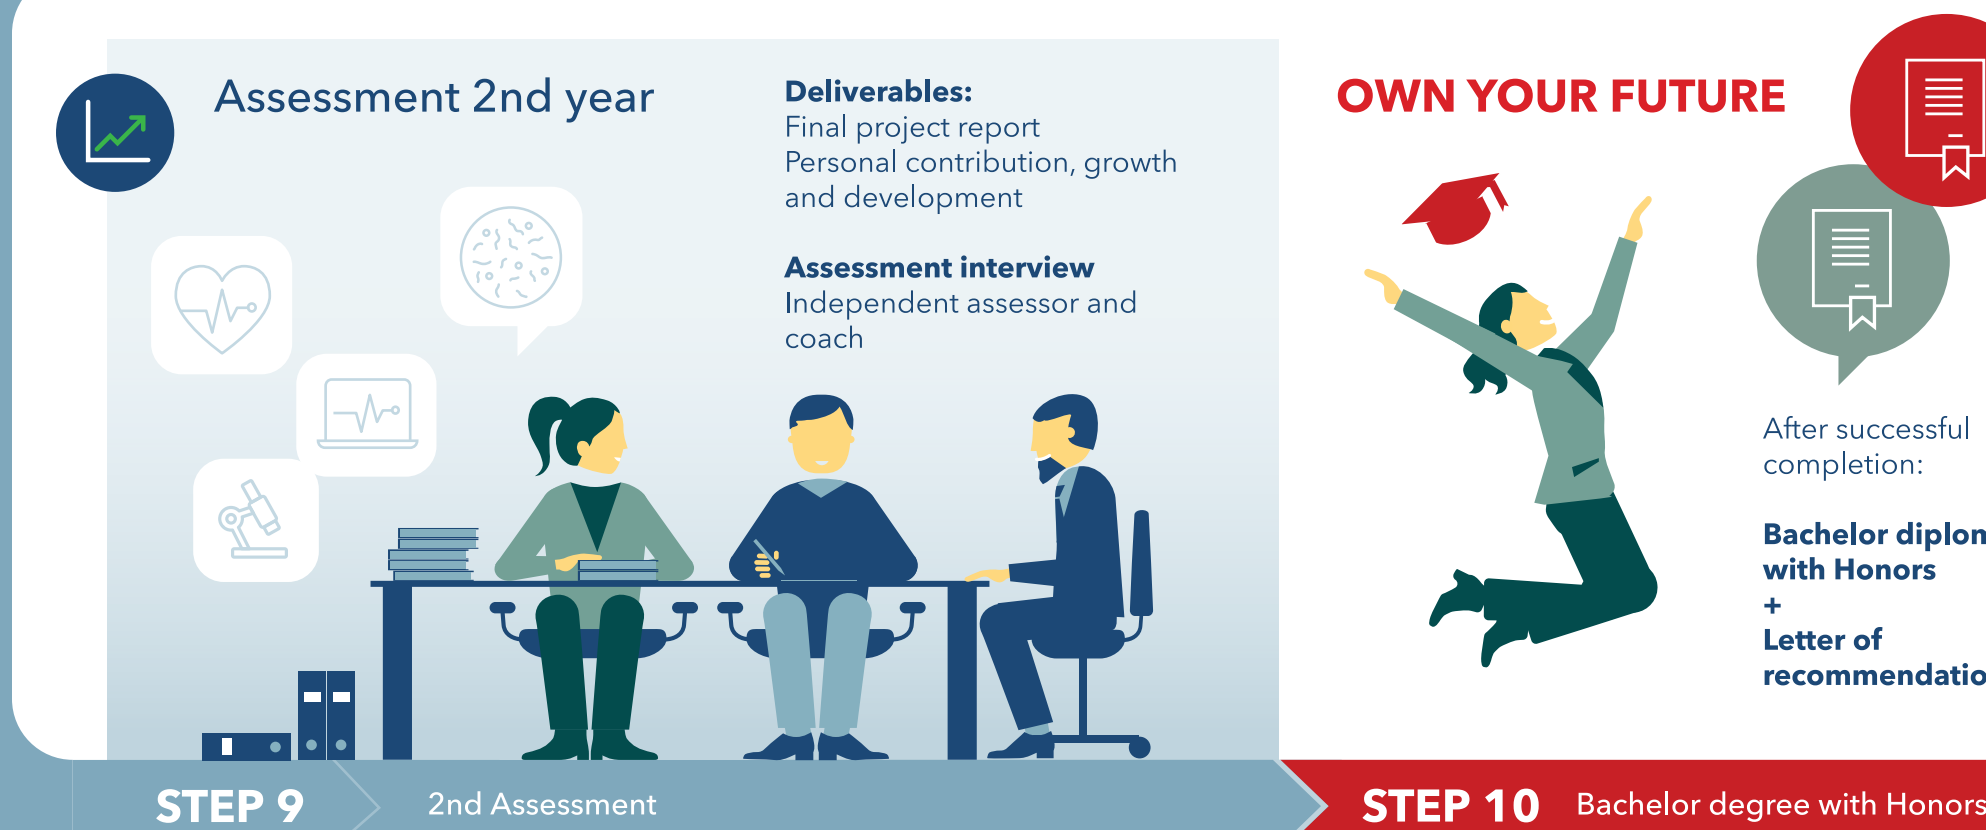 Assessment 2nd year
Deliverables:
Final project report
Personal contribution, growth
and development
Assessment interview
Independent assessor and
coach
OWN YOUR FUTURE
After successful
completion:
Bachelor
with Honors
+
Letter of
STEP 9
2nd Assessment
STEP 10
Bachelor degree with Honors